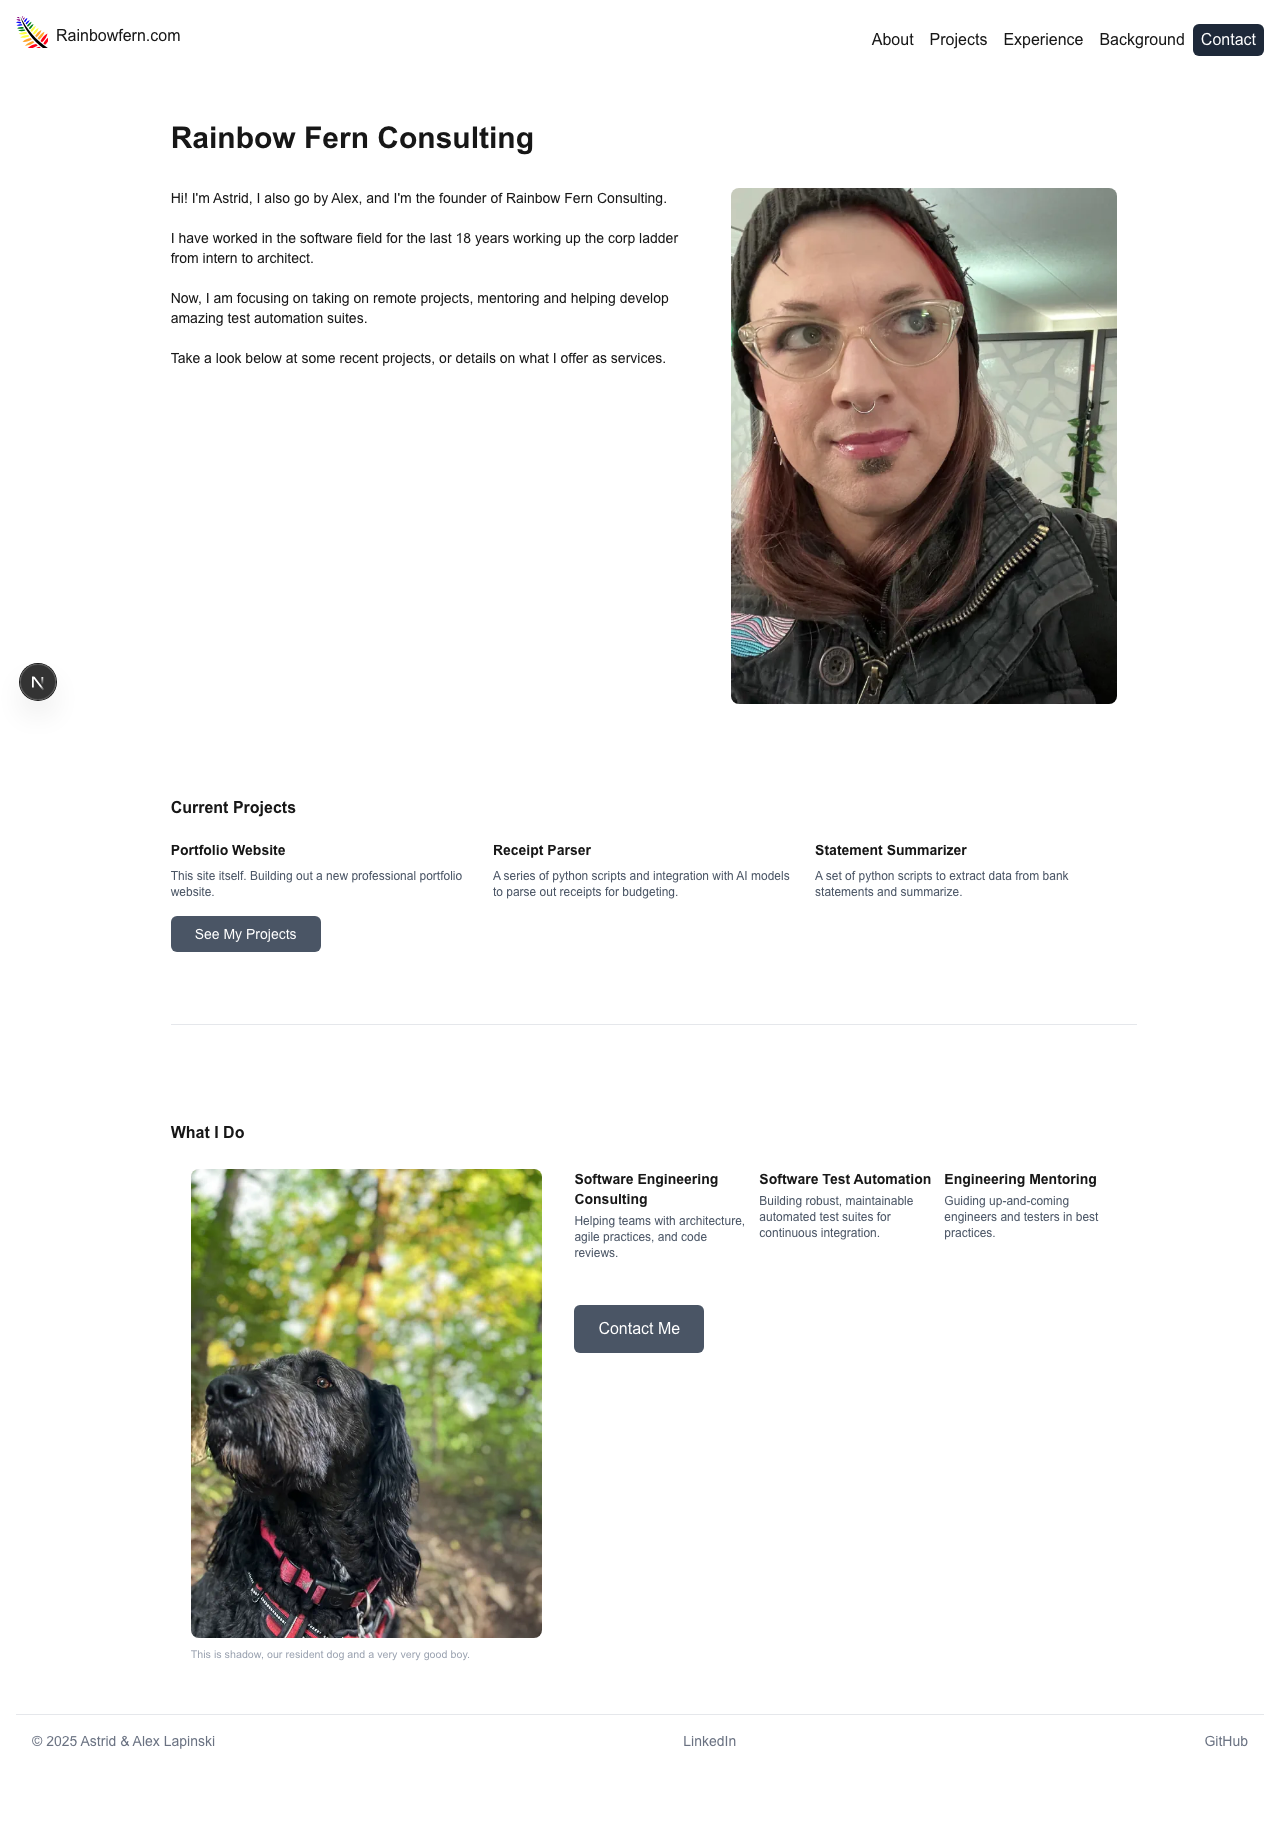 Rainbowfern.com
About Projects Experience Background Contact
Rainbow Fern Consulting
Hi! I'm Astrid, I also go by Alex, and I'm the founder of Rainbow Fern Consulting.
I have worked in the software field for the last 18 years working up the corp ladder
from intern to architect.
Now, I am focusing on taking on remote projects, mentoring and helping develop
amazing test automation suites.
Take a look below at some recent projects, or details on what I offer as services.
N
Current Projects
Portfolio Website
This site itself. Building out a new professional portfolio
website.
Receipt Parser
A series of python scripts and integration with AI models
to parse out receipts for budgeting.
Statement Summarizer
A set of python scripts to extract data from bank
statements and summarize.
See My Projects
What I Do
Software Engineering
Consulting
Helping teams with architecture,
agile practices, and code
reviews.
Software Test Automation
Building robust, maintainable
automated test suites for
continuous integration.
Engineering Mentoring
Guiding up-and-coming
engineers and testers in best
practices.
Contact Me
This is shadow, our resident dog and a very very good boy.
© 2025 Astrid & Alex Lapinski
LinkedIn
GitHub